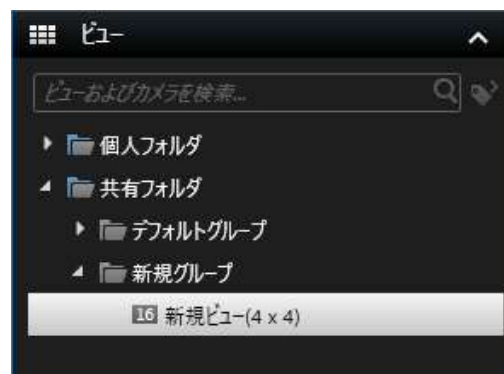 ビュー
ビューおよびカメラを検索...
個人フォルダ
共有フォルダ
デフォルトグループ
新規グループ
16 新規ビュー(4 x 4)